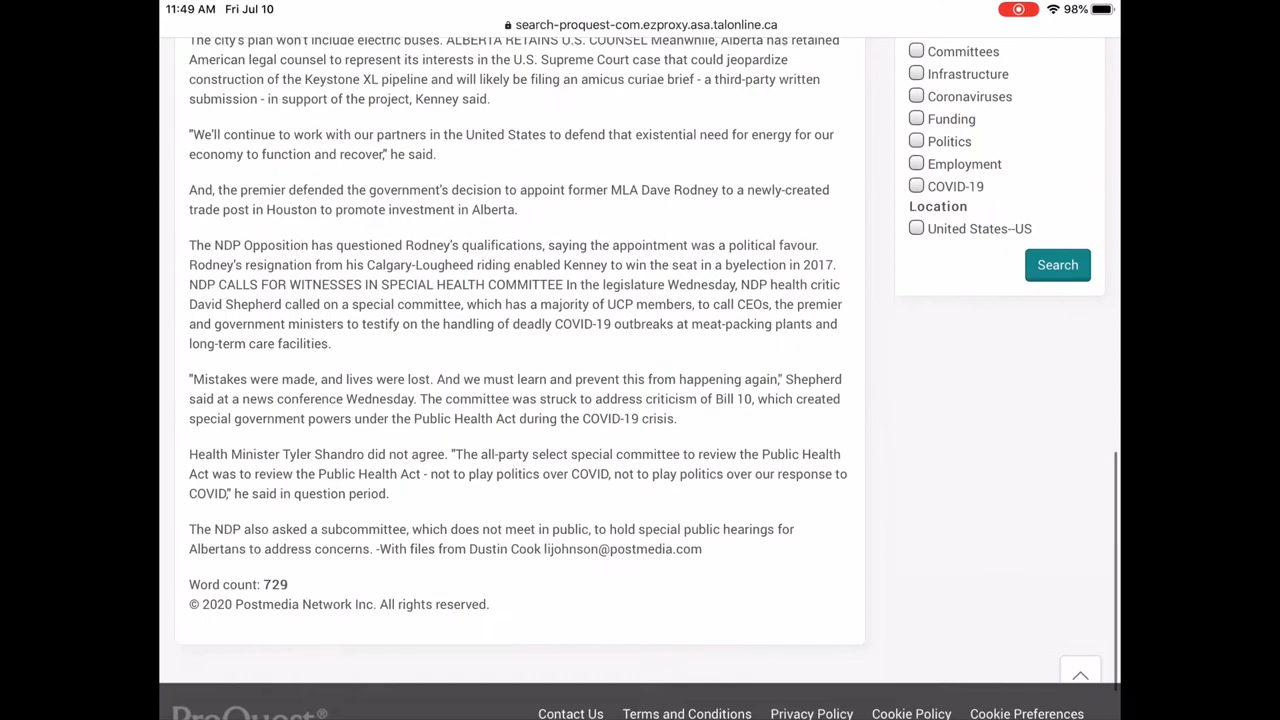 11:49 AM Fri Jul 10
98%
search-proquest-com.ezproxy.asa.talonline.ca
The city's plan won't include electric buses. ALBERTA RETAINS U.S. COUNSEL Meanwhile, Alberta has retained
American legal counsel to represent its interests in the U.S. Supreme Court case that could jeopardize
construction of the Keystone XL pipeline and will likely be filing an amicus curiae brief - a third-party written
submission - in support of the project, Kenney said.
"We'll continue to work with our partners in the United States to defend that existential need for energy for our
economy to function and recover," he said.
And, the premier defended the government's decision to appoint former MLA Dave Rodney to a newly-created
trade post in Houston to promote investment in Alberta.
The NDP Opposition has questioned Rodney's qualifications, saying the appointment was a political favour.
Rodney's resignation from his Calgary-Lougheed riding enabled Kenney to win the seat in a byelection in 2017.
NDP CALLS FOR WITNESSES IN SPECIAL HEALTH COMMITTEE In the legislature Wednesday, NDP health critic
David Shepherd called on a special committee, which has a majority of UCP members, to call CEOs, the premier
and government ministers to testify on the handling of deadly COVID-19 outbreaks at meat-packing plants and
long-term care facilities.
"Mistakes were made, and lives were lost. And we must learn and prevent this from happening again," Shepherd
said at a news conference Wednesday. The committee was struck to address criticism of Bill 10, which created
special government powers under the Public Health Act during the COVID-19 crisis.
Health Minister Tyler Shandro did not agree. "The all-party select special committee to review the Public Health
Act was to review the Public Health Act - not to play politics over COVID, not to play politics over our response to
COVID," he said in question period.
The NDP also asked a subcommittee, which does not meet in public, to hold special public hearings for
Albertans to address concerns. -With files from Dustin Cook lijohnson@postmedia.com
Word count: 729
© 2020 Postmedia Network Inc. All rights reserved.
Committees
Infrastructure
Coronaviruses
Funding
Politics
Employment
COVID-19
Location
United States--US
Search
ProQuest®
Contact Us Terms and Conditions Privacy Policy Cookie Policy Cookie Preferences